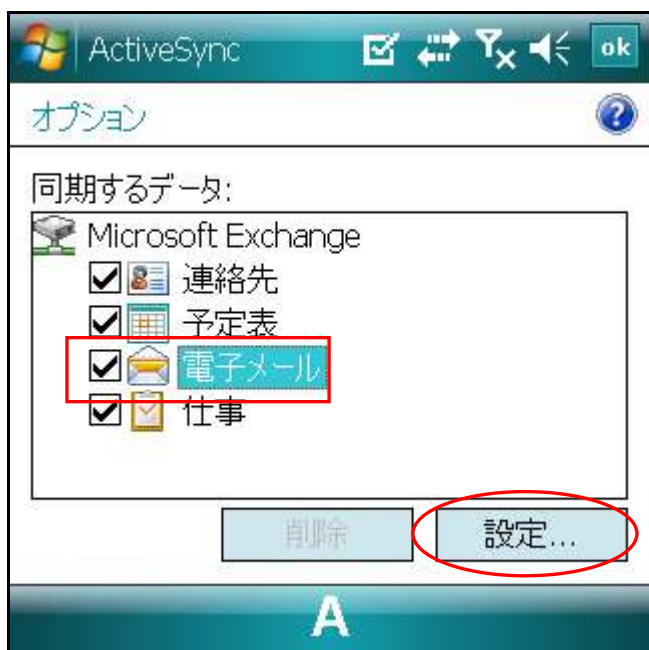 ActiveSync ok
オプション ?
同期するデータ:
Microsoft Exchange
連絡先
予定表
電子メール
仕事
削除 設定...
A